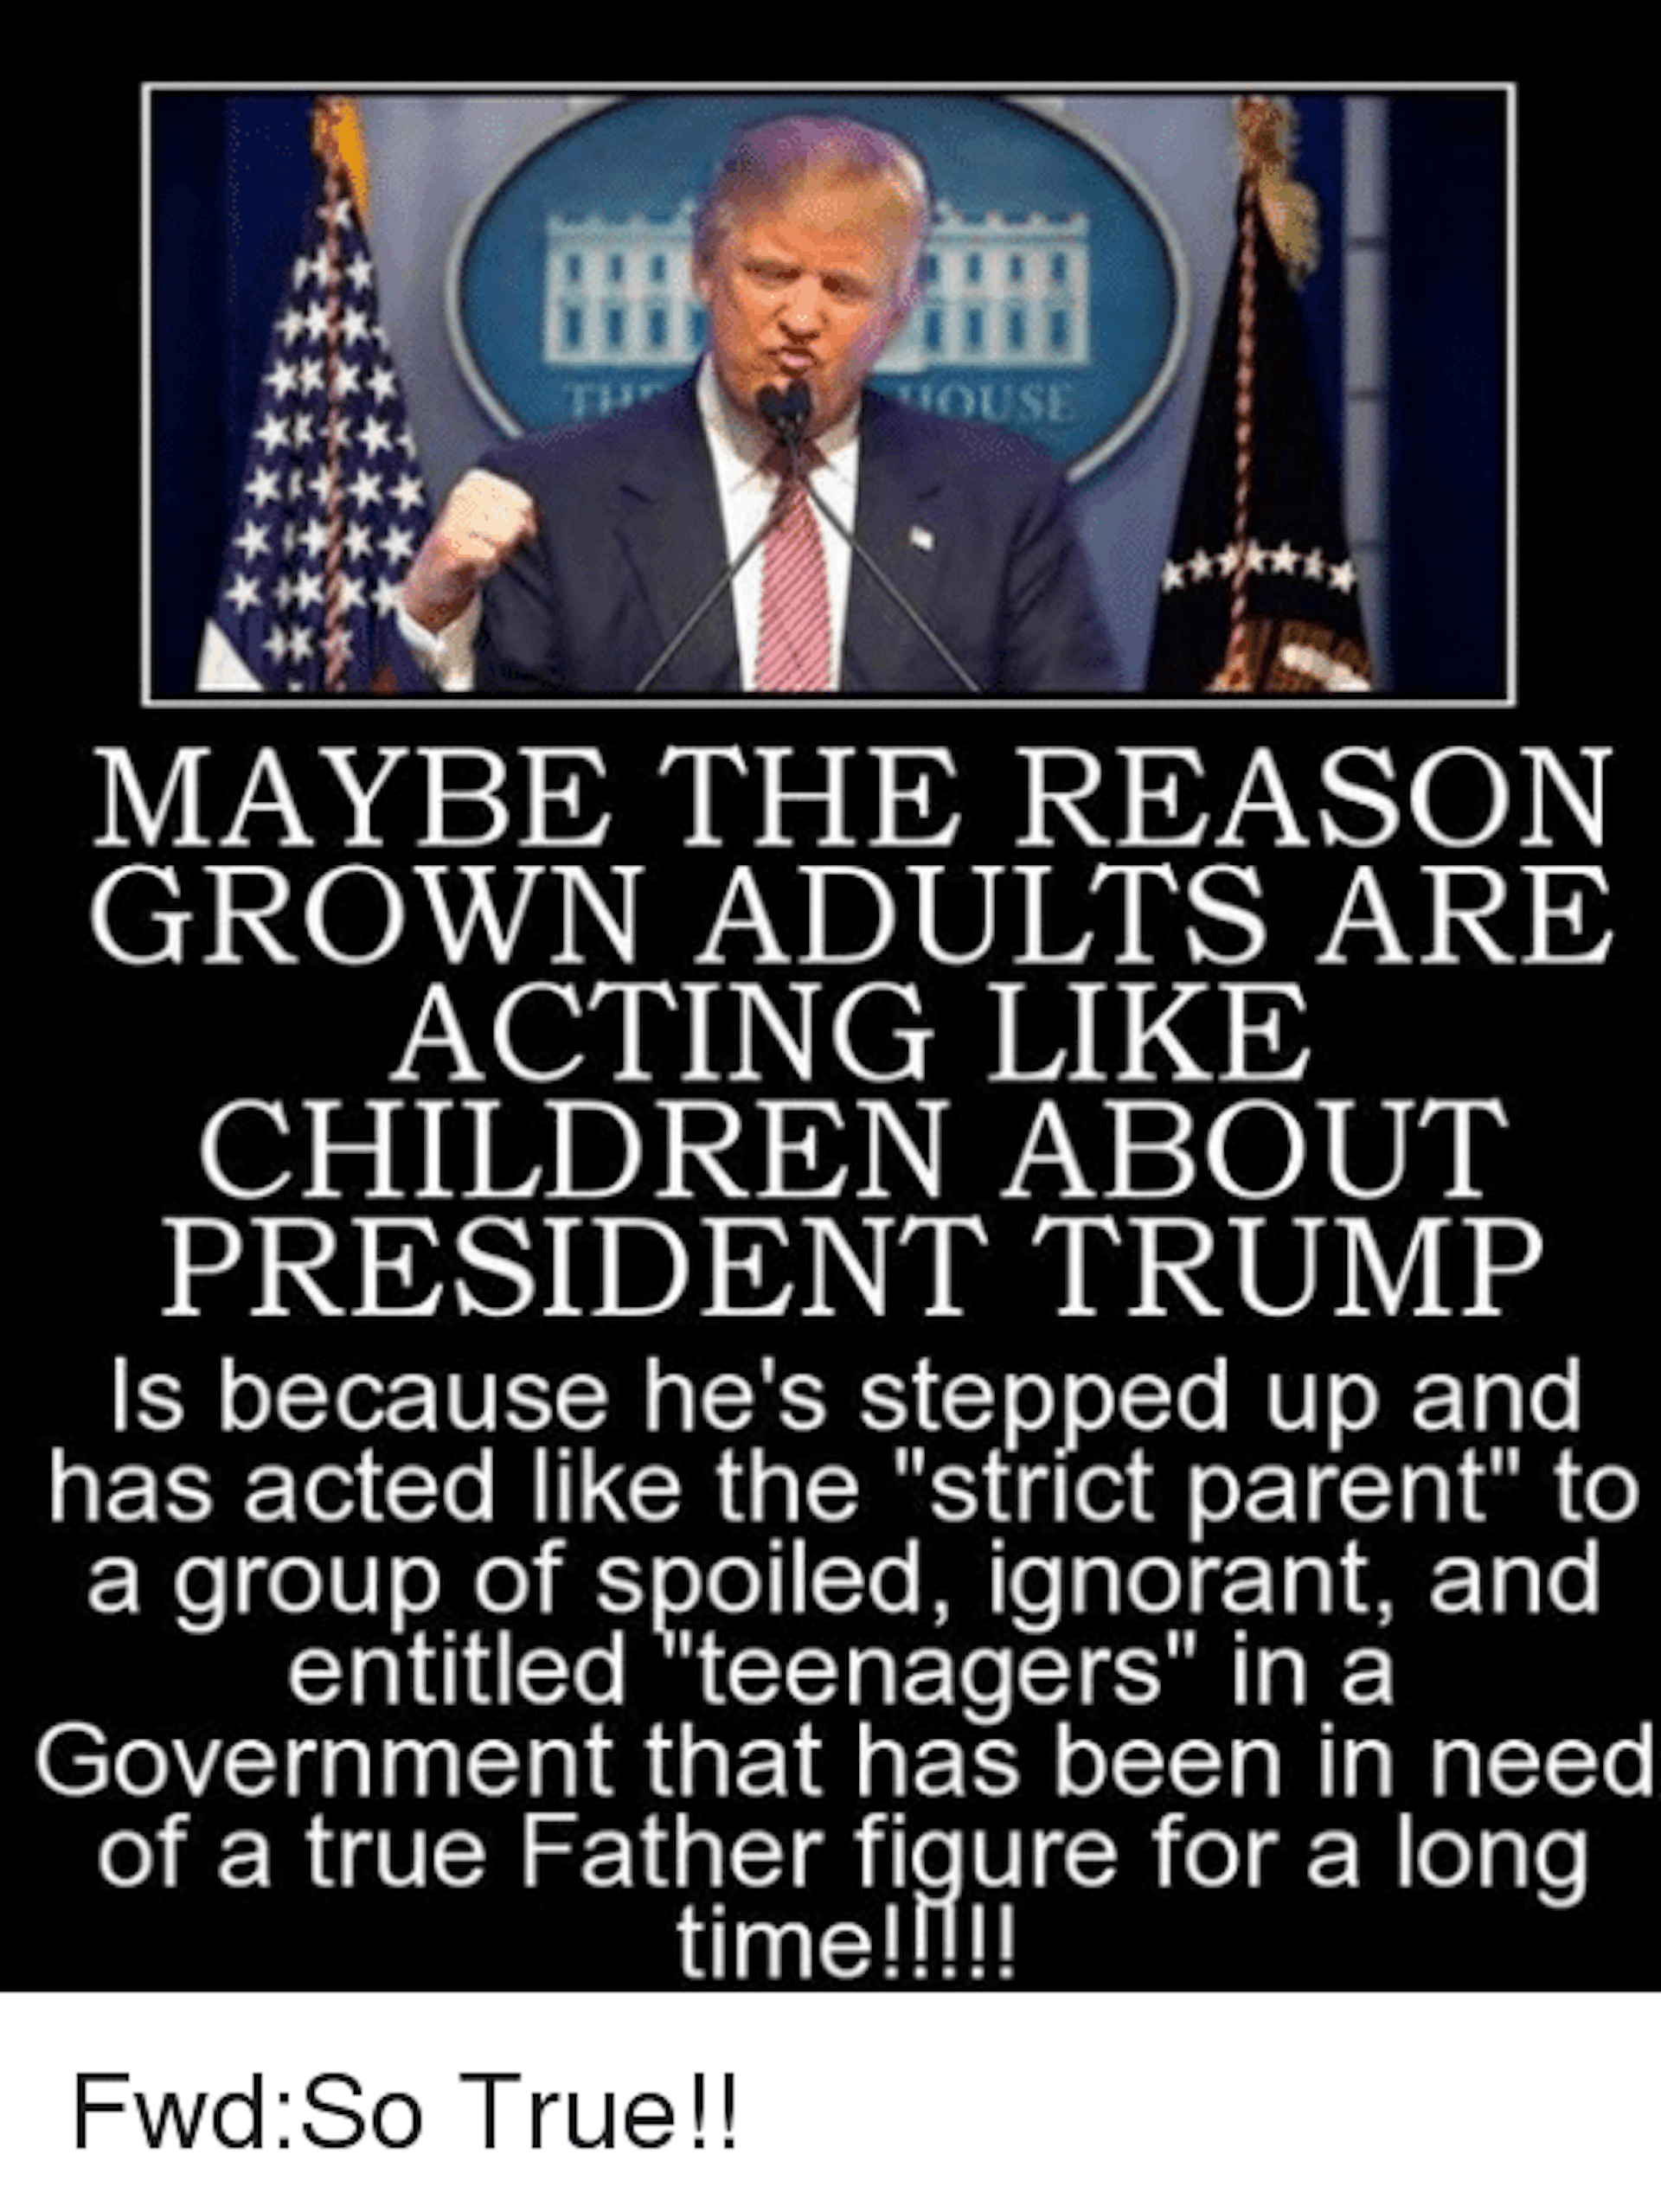 THE HOUSE
MAYBE THE REASON
GROWN ADULTS ARE
ACTING LIKE
CHILDREN ABOUT
PRESIDENT TRUMP
Is because he's stepped up and
has acted like the "strict parent" to
a group of spoiled, ignorant, and
entitled "teenagers" in a
Government that has been in need
of a true Father figure for a long
time!!!!!!
Fwd:So True!!